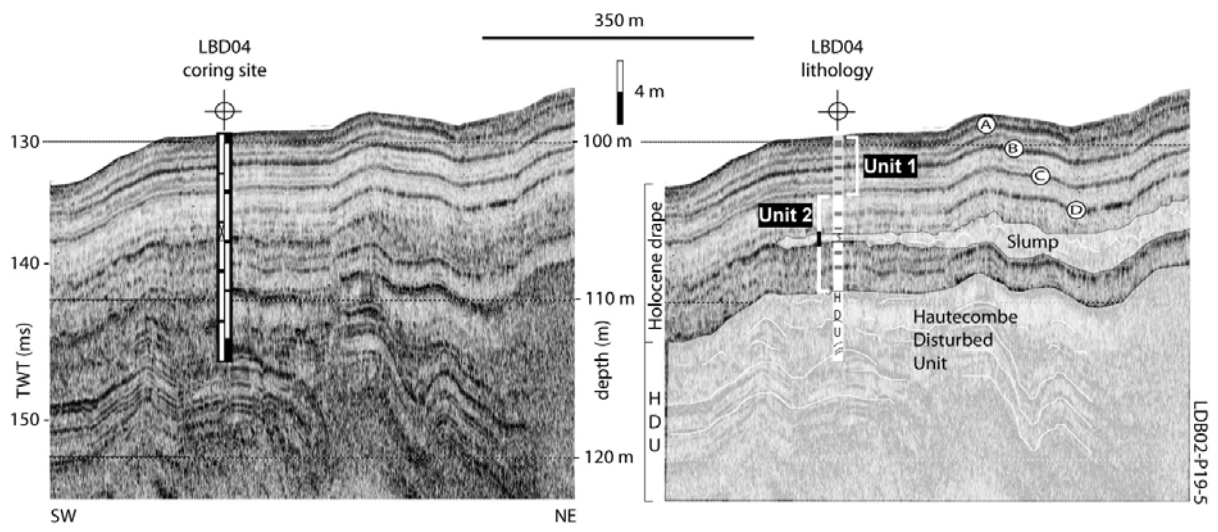 350 m
LBD04
coring site
4 m
LBD04
lithology
130
140
150
TWT (ms)
100 m
110 m
120 m
depth (m)
SW
NE
A
B
C
D
Unit 1
Unit 2
Slump
Holocene drape
H
D
U
Hautecombe
Disturbed
Unit
H
D
U
LDB02-P19-5